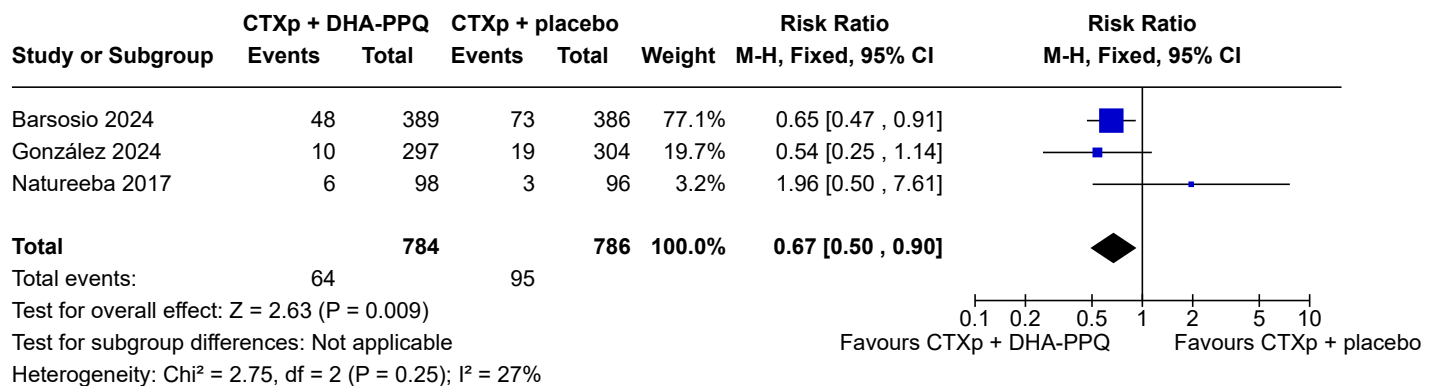 CTXp + DHA-PPQ CTXp + placebo Risk Ratio Risk Ratio
Study or Subgroup Events Total Events Total Weight M-H, Fixed, 95% CI M-H, Fixed, 95% CI
Barsosio 2024 48 389 73 386 77.1% 0.65 [0.47 , 0.91]
González 2024 10 297 19 304 19.7% 0.54 [0.25 , 1.14]
Natureeba 2017 6 98 3 96 3.2% 1.96 [0.50 , 7.61]
Total 784 786 100.0% 0.67 [0.50 , 0.90]
Total events: 64 95
Test for overall effect: Z = 2.63 (P = 0.009)
0.1 0.2 0.5 1 2 5 10
Test for subgroup differences: Not applicable Favours CTXp + DHA-PPQ Favours CTXp + placebo
Heterogeneity: Chi² = 2.75, df = 2 (P = 0.25); I² = 27%